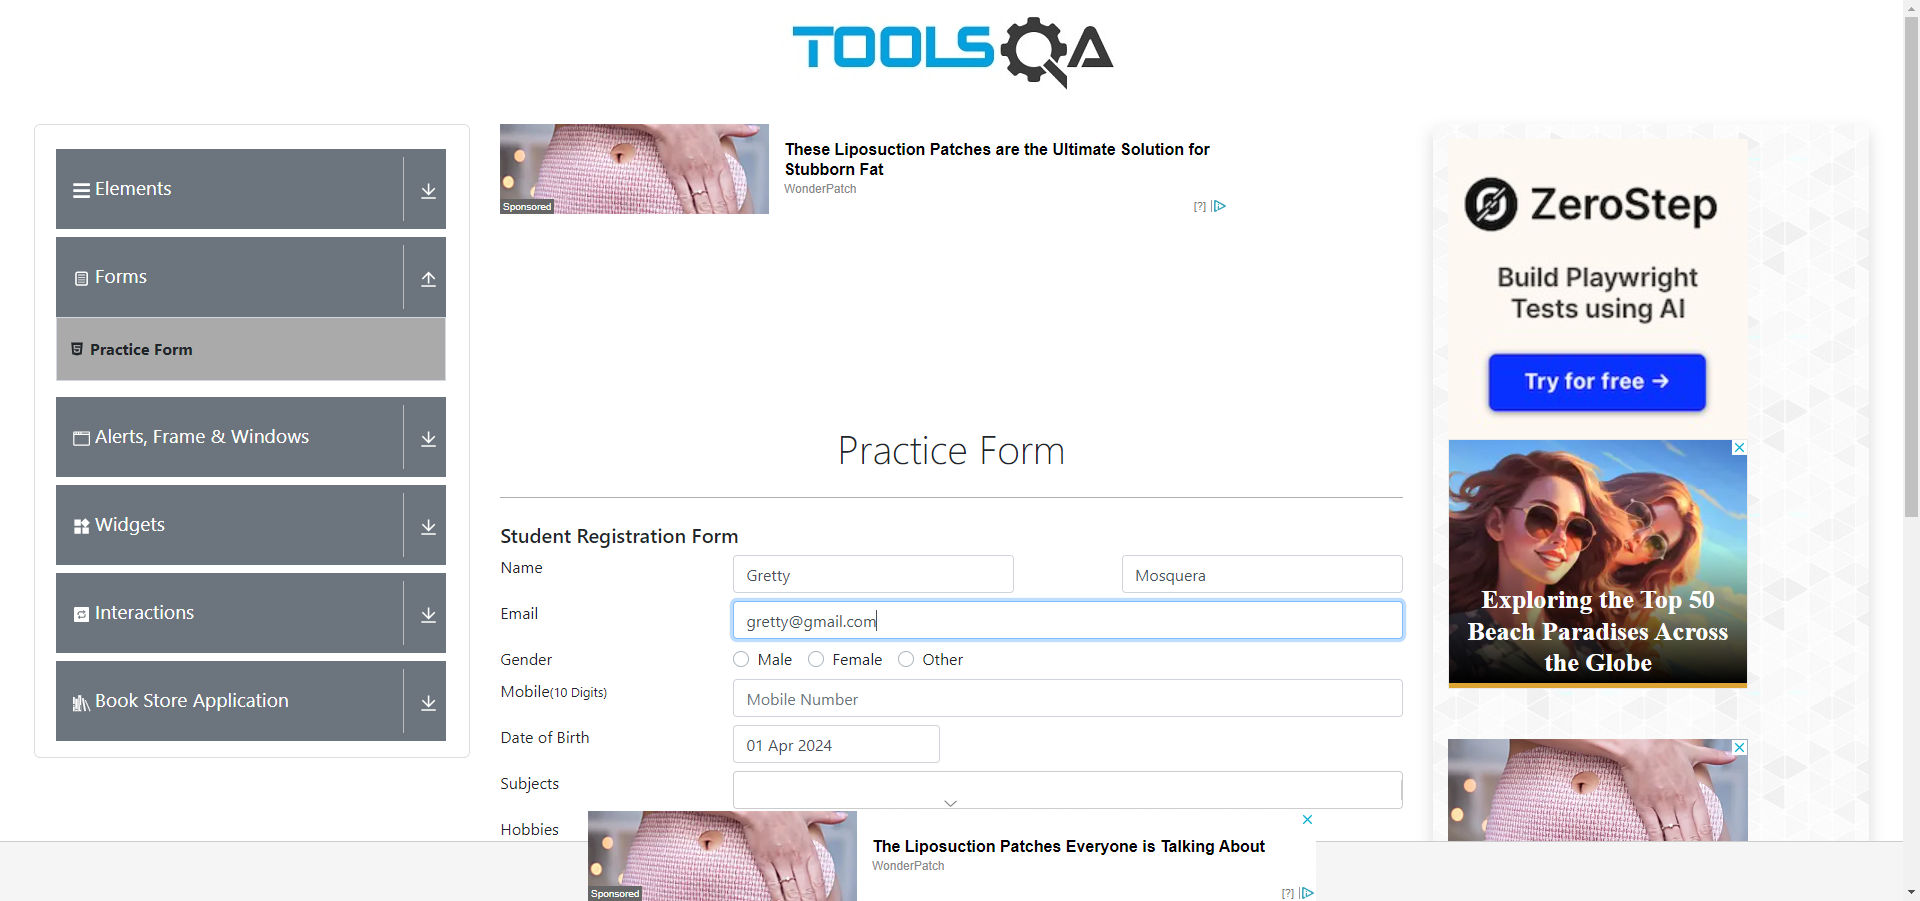 TOOLSQA
Elements
Forms
Practice Form
Alerts, Frame & Windows
Widgets
Interactions
Book Store Application
These Liposuction Patches are the Ultimate Solution for
Stubborn Fat
WonderPatch
Sponsored
[?]
Practice Form
Student Registration Form
Name
Gretty
Mosquera
Email
gretty@gmail.com
Gender
Male
Female
Other
Mobile(10 Digits)
Mobile Number
Date of Birth
01 Apr 2024
Subjects
Hobbies
The Liposuction Patches Everyone is Talking About
WonderPatch
Sponsored
[?]
ZeroStep
Build Playwright
Tests using AI
Try for free →
Exploring the Top 50
Beach Paradises Across
the Globe